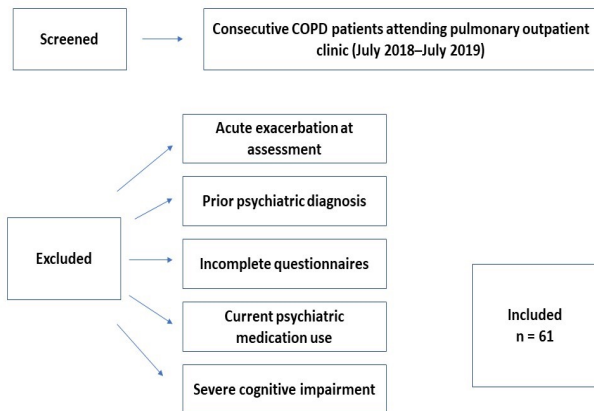 Screened
Consecutive COPD patients attending pulmonary outpatient
clinic (July 2018–July 2019)
Acute exacerbation at
assessment
Prior psychiatric diagnosis
Excluded
Incomplete questionnaires
Current psychiatric
medication use
Severe cognitive impairment
Included
n = 61